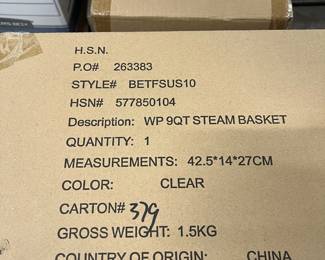 H.S.N.
P.O# 263383
STYLE# BETFSUS10
HSN# 577850104
Description: WP 9QT STEAM BASKET
QUANTITY: 1
MEASUREMENTS: 42.5*14*27CM
COLOR: CLEAR
CARTON# 379
GROSS WEIGHT: 1.5KG
COUNTRY OF ORIGIN: CHINA